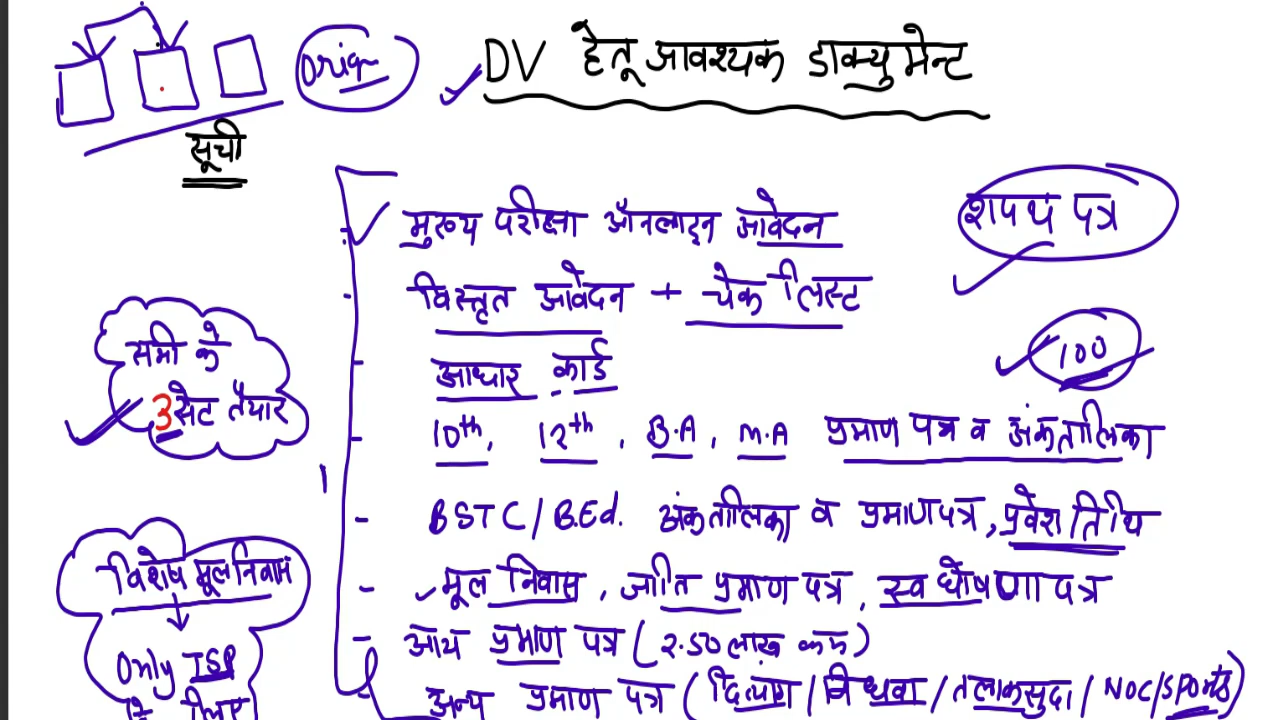 Orig
DV हेतू आवश्यक डाक्युमेन्ट
सूची
शपथ पत्र
मुख्य परीक्षा ऑनलाइन आवेदन
विस्तृत आवेदन + चेक लिस्ट
100
सभी के
3 सेट तैयार
आधार कार्ड
10th, 12th, B.A, M.A प्रमाण पत्र व अंकतालिका
BSTC/B.Ed. अंकतालिका व प्रमाणपत्र, प्रवेश तिथि
विशेष मूल निवास
Only TSP
मूल निवास, जाति प्रमाण पत्र, स्व घोषणा पत्र
आय प्रमाण पत्र (2.50 लाख कम)
अन्य प्रमाण पत्र (दिव्यांग/विधवा/तलाकसुदा/NOC/Sports)